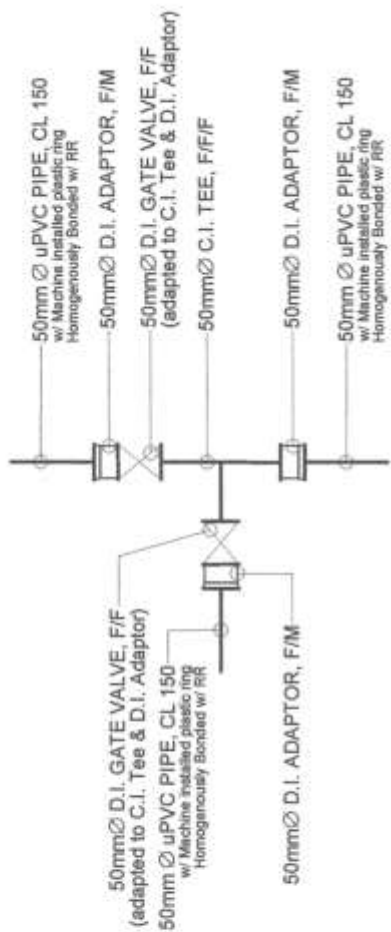 50mm Ø uPVC PIPE, CL 150
w/ Machine installed plastic ring
Homogenously Bonded w/ RR
50mmØ D.I. ADAPTOR, F/M
50mmØ D.I. GATE VALVE, F/F
(adapted to C.I. Tee & D.I. Adaptor)
50mmØ C.I. TEE, F/F/F
50mmØ D.I. ADAPTOR, F/M
50mm Ø uPVC PIPE, CL 150
w/ Machine installed plastic ring
Homogenously Bonded w/ RR
50mmØ D.I. GATE VALVE, F/F
(adapted to C.I. Tee & D.I. Adaptor)
50mm Ø uPVC PIPE, CL 150
w/ Machine installed plastic ring
Homogenously Bonded w/ RR
50mmØ D.I. ADAPTOR, F/M